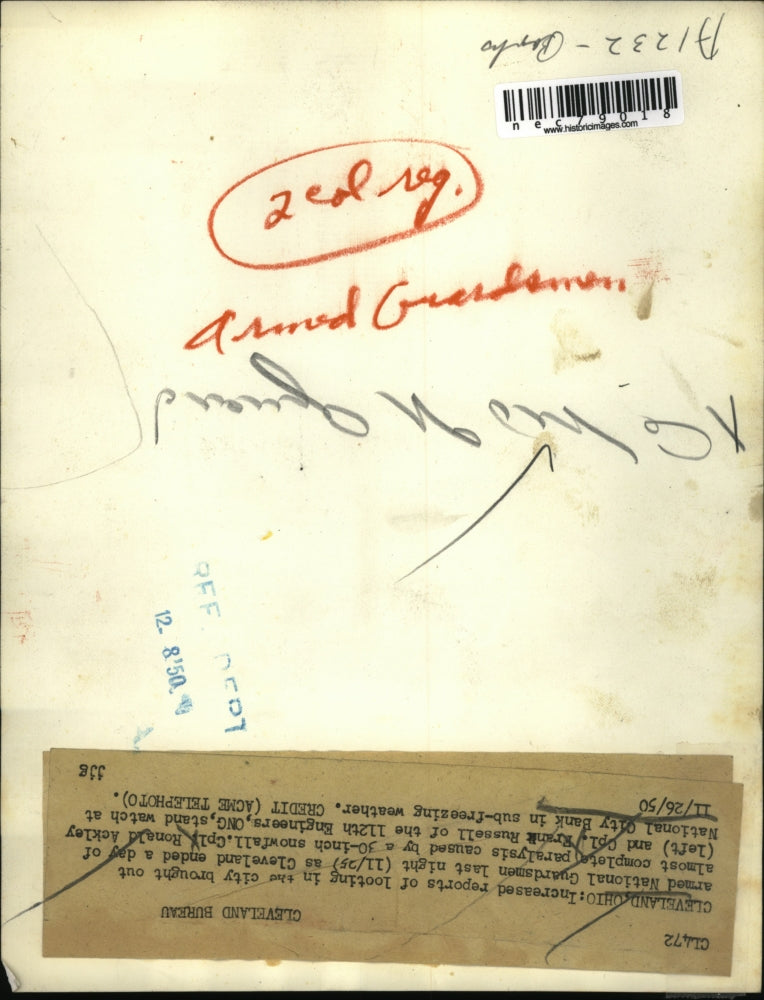 A1232 -
nec79018
www.historicimages.com
2 col reg.
Armed Guardsmen
REF. DEPT
12- 8'50
CL472
CLEVELAND BUREAU
CLEVELAND,OHIO:Increased reports of looting in the city brought out
armed National Guardsmen last night (11/25) as Cleveland ended a day of
almost complete paralysis caused by a 30-inch snowfall.Cpl. Ronald Ackley
(left) and Cpl. Frank Russell of the 112th Engineers,ONG,stand watch at
National City Bank in sub-freezing weather. CREDIT (ACME TELEPHOTO).
11/26/50
jjg